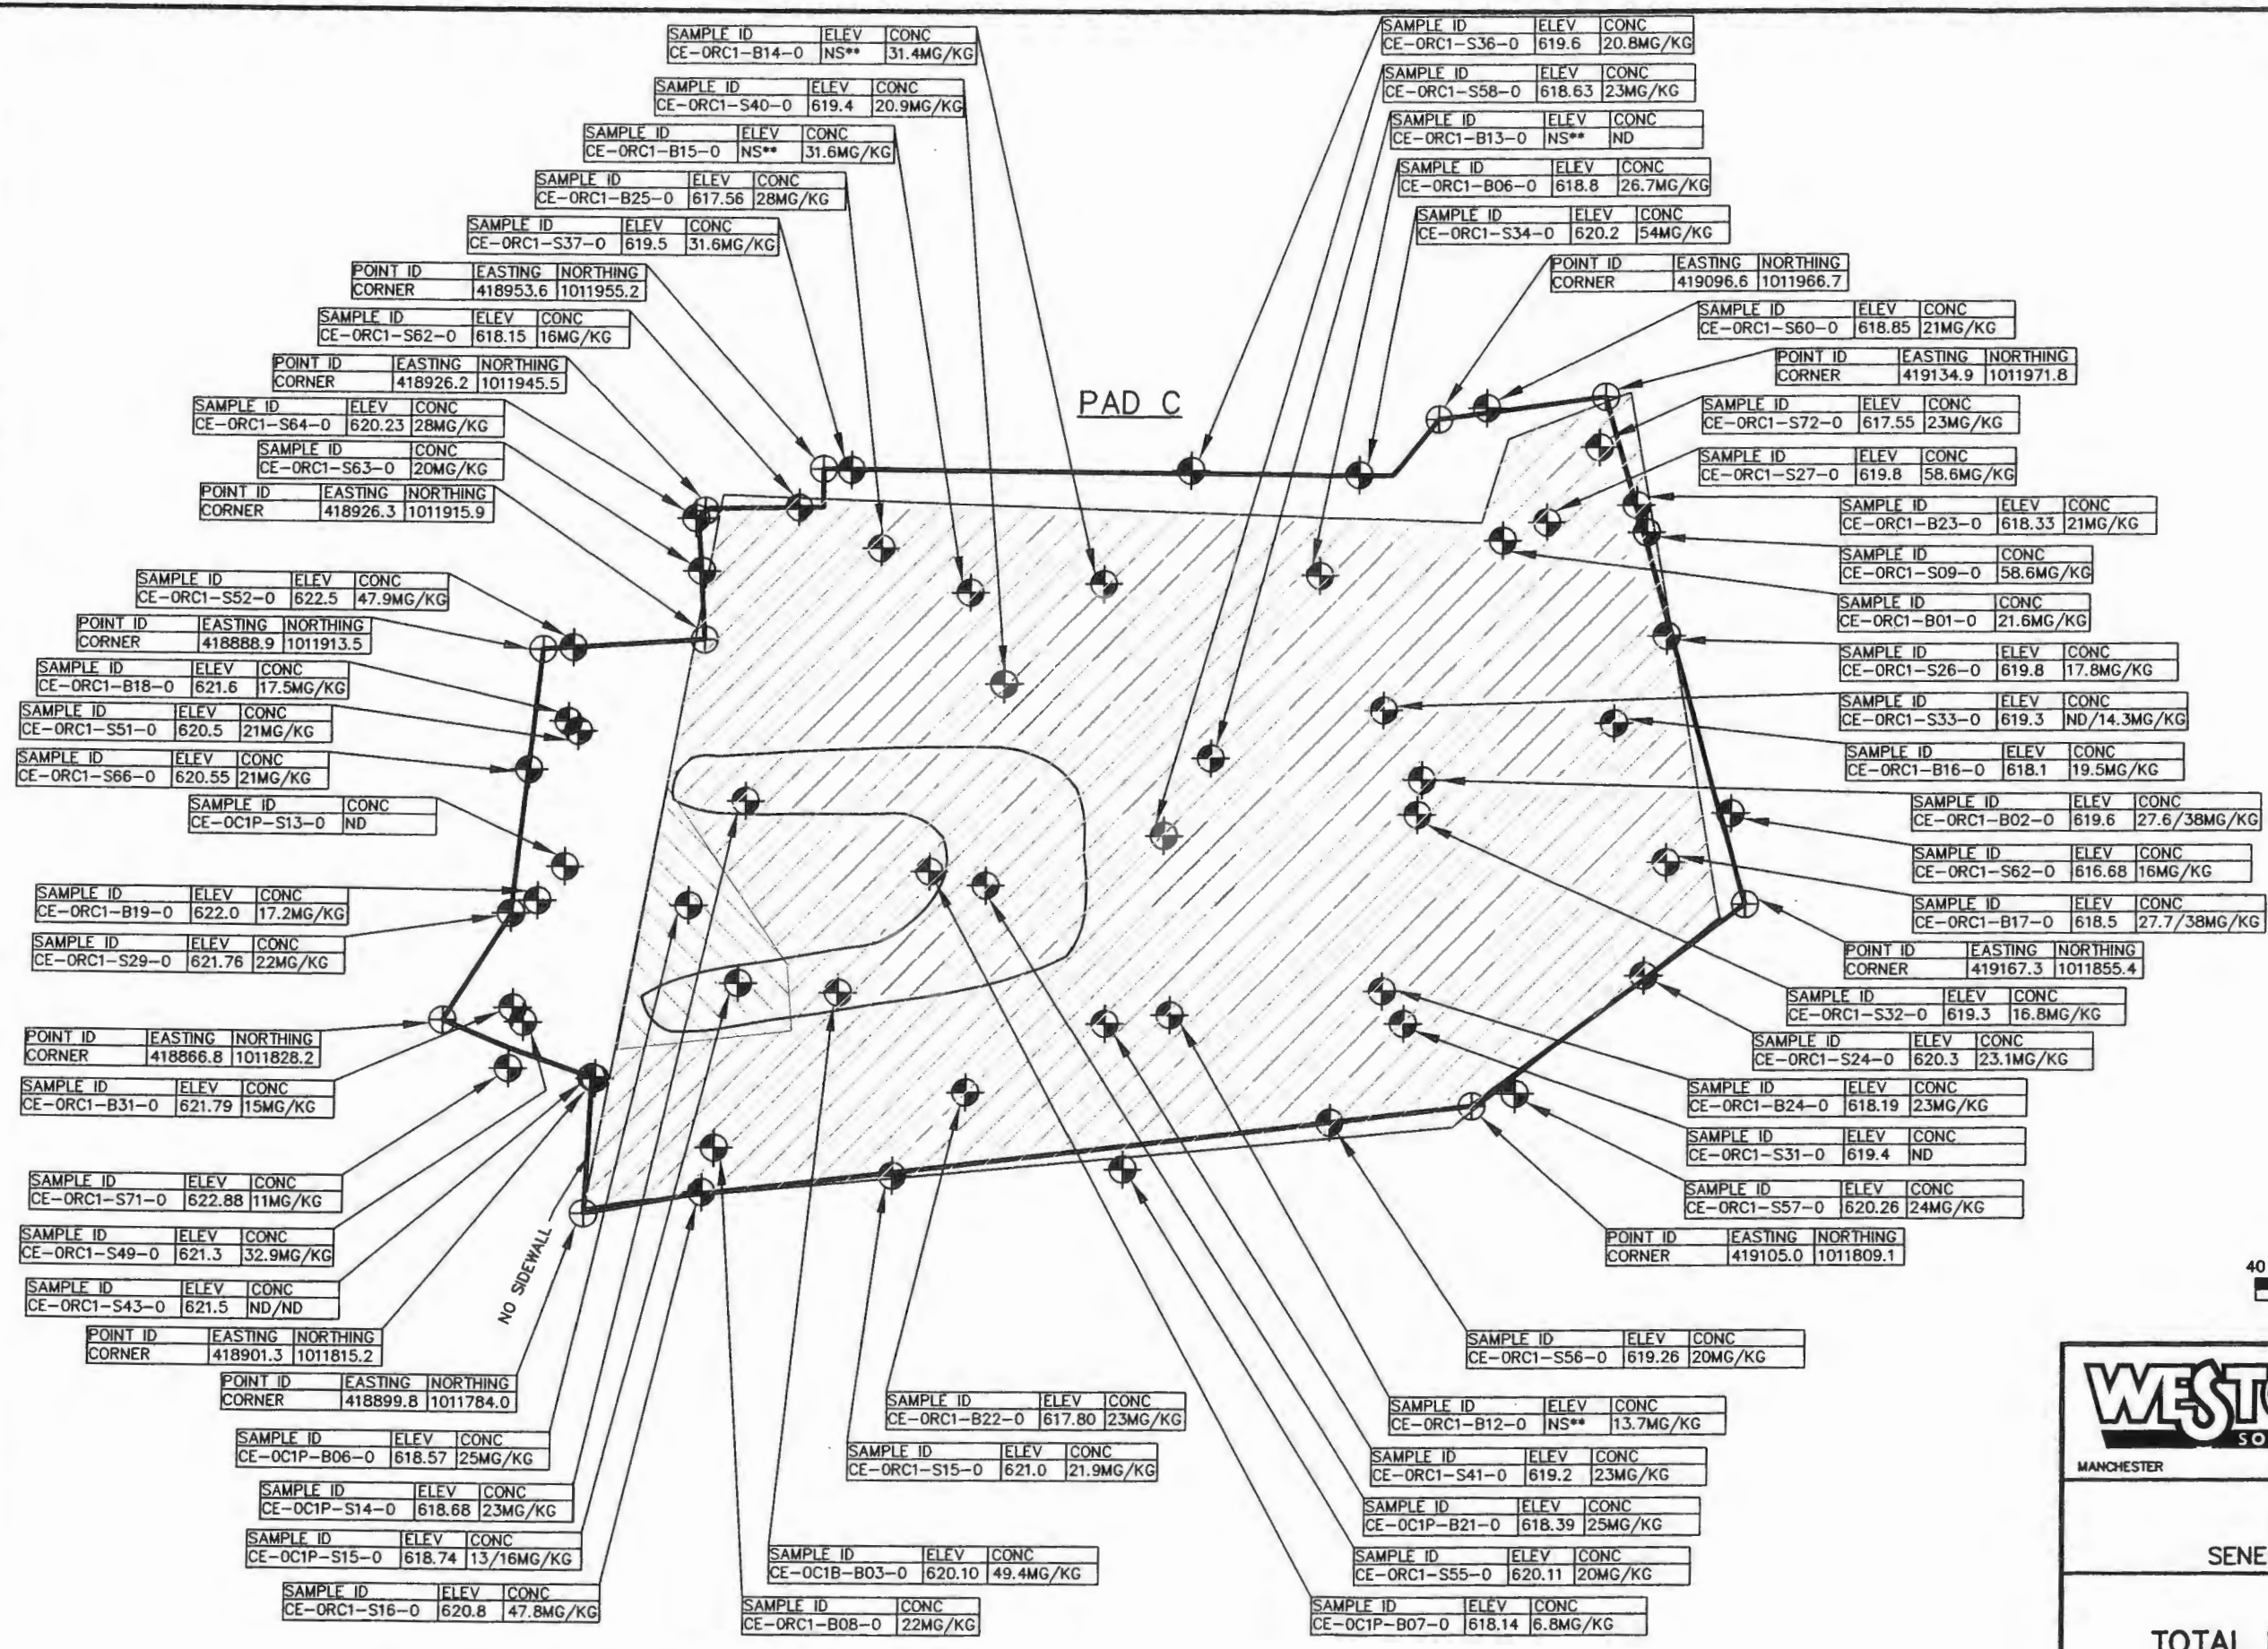 SAMPLE ID ELEV CONC
CE-ORC1-B14-0 NS** 31.4MG/KG
SAMPLE ID ELEV CONC
CE-ORC1-S40-0 619.4 20.9MG/KG
SAMPLE ID ELEV CONC
CE-ORC1-B15-0 NS** 31.6MG/KG
SAMPLE ID ELEV CONC
CE-ORC1-B25-0 617.56 28MG/KG
SAMPLE ID ELEV CONC
CE-ORC1-S37-0 619.5 31.6MG/KG
POINT ID EASTING NORTHING
CORNER 418953.6 1011955.2
SAMPLE ID ELEV CONC
CE-ORC1-S62-0 618.15 16MG/KG
POINT ID EASTING NORTHING
CORNER 418926.2 1011945.5
SAMPLE ID ELEV CONC
CE-ORC1-S64-0 620.23 28MG/KG
SAMPLE ID CONC
CE-ORC1-S63-0 20MG/KG
POINT ID EASTING NORTHING
CORNER 418926.3 1011915.9
SAMPLE ID ELEV CONC
CE-ORC1-S52-0 622.5 47.9MG/KG
POINT ID EASTING NORTHING
CORNER 418888.9 1011913.5
SAMPLE ID ELEV CONC
CE-ORC1-B18-0 621.6 17.5MG/KG
SAMPLE ID ELEV CONC
CE-ORC1-S51-0 620.5 21MG/KG
SAMPLE ID ELEV CONC
CE-ORC1-S66-0 620.55 21MG/KG
SAMPLE ID CONC
CE-OC1P-S13-0 ND
SAMPLE ID ELEV CONC
CE-ORC1-B19-0 622.0 17.2MG/KG
SAMPLE ID ELEV CONC
CE-ORC1-S29-0 621.76 22MG/KG
POINT ID EASTING NORTHING
CORNER 418866.8 1011828.2
SAMPLE ID ELEV CONC
CE-ORC1-B31-0 621.79 15MG/KG
SAMPLE ID ELEV CONC
CE-ORC1-S71-0 622.88 11MG/KG
SAMPLE ID ELEV CONC
CE-ORC1-S49-0 621.3 32.9MG/KG
SAMPLE ID ELEV CONC
CE-ORC1-S43-0 621.5 ND/ND
POINT ID EASTING NORTHING
CORNER 418901.3 1011815.2
POINT ID EASTING NORTHING
CORNER 418899.8 1011784.0
SAMPLE ID ELEV CONC
CE-OC1P-B06-0 618.57 25MG/KG
SAMPLE ID ELEV CONC
CE-OC1P-S14-0 618.68 23MG/KG
SAMPLE ID ELEV CONC
CE-OC1P-S15-0 618.74 13/16MG/KG
SAMPLE ID ELEV CONC
CE-ORC1-S16-0 620.8 47.8MG/KG
NO SIDEWALL
PAD C
SAMPLE ID ELEV CONC
CE-ORC1-B22-0 617.80 23MG/KG
SAMPLE ID ELEV CONC
CE-ORC1-S15-0 621.0 21.9MG/KG
SAMPLE ID ELEV CONC
CE-OC1B-B03-0 620.10 49.4MG/KG
SAMPLE ID CONC
CE-ORC1-B08-0 22MG/KG
SAMPLE ID ELEV CONC
CE-ORC1-S36-0 619.6 20.8MG/KG
SAMPLE ID ELEV CONC
CE-ORC1-S58-0 618.63 23MG/KG
SAMPLE ID ELEV CONC
CE-ORC1-B13-0 NS** ND
SAMPLE ID ELEV CONC
CE-ORC1-B06-0 618.8 26.7MG/KG
SAMPLE ID ELEV CONC
CE-ORC1-S34-0 620.2 54MG/KG
POINT ID EASTING NORTHING
CORNER 419096.6 1011966.7
SAMPLE ID ELEV CONC
CE-ORC1-S60-0 618.85 21MG/KG
POINT ID EASTING NORTHING
CORNER 419134.9 1011971.8
SAMPLE ID ELEV CONC
CE-ORC1-S72-0 617.55 23MG/KG
SAMPLE ID ELEV CONC
CE-ORC1-S27-0 619.8 58.6MG/KG
SAMPLE ID ELEV CONC
CE-ORC1-B23-0 618.33 21MG/KG
SAMPLE ID CONC
CE-ORC1-S09-0 58.6MG/KG
SAMPLE ID CONC
CE-ORC1-B01-0 21.6MG/KG
SAMPLE ID ELEV CONC
CE-ORC1-S26-0 619.8 17.8MG/KG
SAMPLE ID ELEV CONC
CE-ORC1-S33-0 619.3 ND/14.3MG/KG
SAMPLE ID ELEV CONC
CE-ORC1-B16-0 618.1 19.5MG/KG
SAMPLE ID ELEV CONC
CE-ORC1-B02-0 619.6 27.6/38MG/KG
SAMPLE ID ELEV CONC
CE-ORC1-S62-0 616.68 16MG/KG
SAMPLE ID ELEV CONC
CE-ORC1-B17-0 618.5 27.7/38MG/KG
POINT ID EASTING NORTHING
CORNER 419167.3 1011855.4
SAMPLE ID ELEV CONC
CE-ORC1-S32-0 619.3 16.8MG/KG
SAMPLE ID ELEV CONC
CE-ORC1-S24-0 620.3 23.1MG/KG
SAMPLE ID ELEV CONC
CE-ORC1-B24-0 618.19 23MG/KG
SAMPLE ID ELEV CONC
CE-ORC1-S31-0 619.4 ND
SAMPLE ID ELEV CONC
CE-ORC1-S57-0 620.26 24MG/KG
POINT ID EASTING NORTHING
CORNER 419105.0 1011809.1
SAMPLE ID ELEV CONC
CE-ORC1-S56-0 619.26 20MG/KG
SAMPLE ID ELEV CONC
CE-ORC1-B12-0 NS** 13.7MG/KG
SAMPLE ID ELEV CONC
CE-ORC1-S41-0 619.2 23MG/KG
SAMPLE ID ELEV CONC
CE-OC1P-B21-0 618.39 25MG/KG
SAMPLE ID ELEV CONC
CE-ORC1-S55-0 620.11 20MG/KG
SAMPLE ID ELEV CONC
CE-OC1P-B07-0 618.14 6.8MG/KG
40
WEST
SO
MANCHESTER
SENE
TOTAL